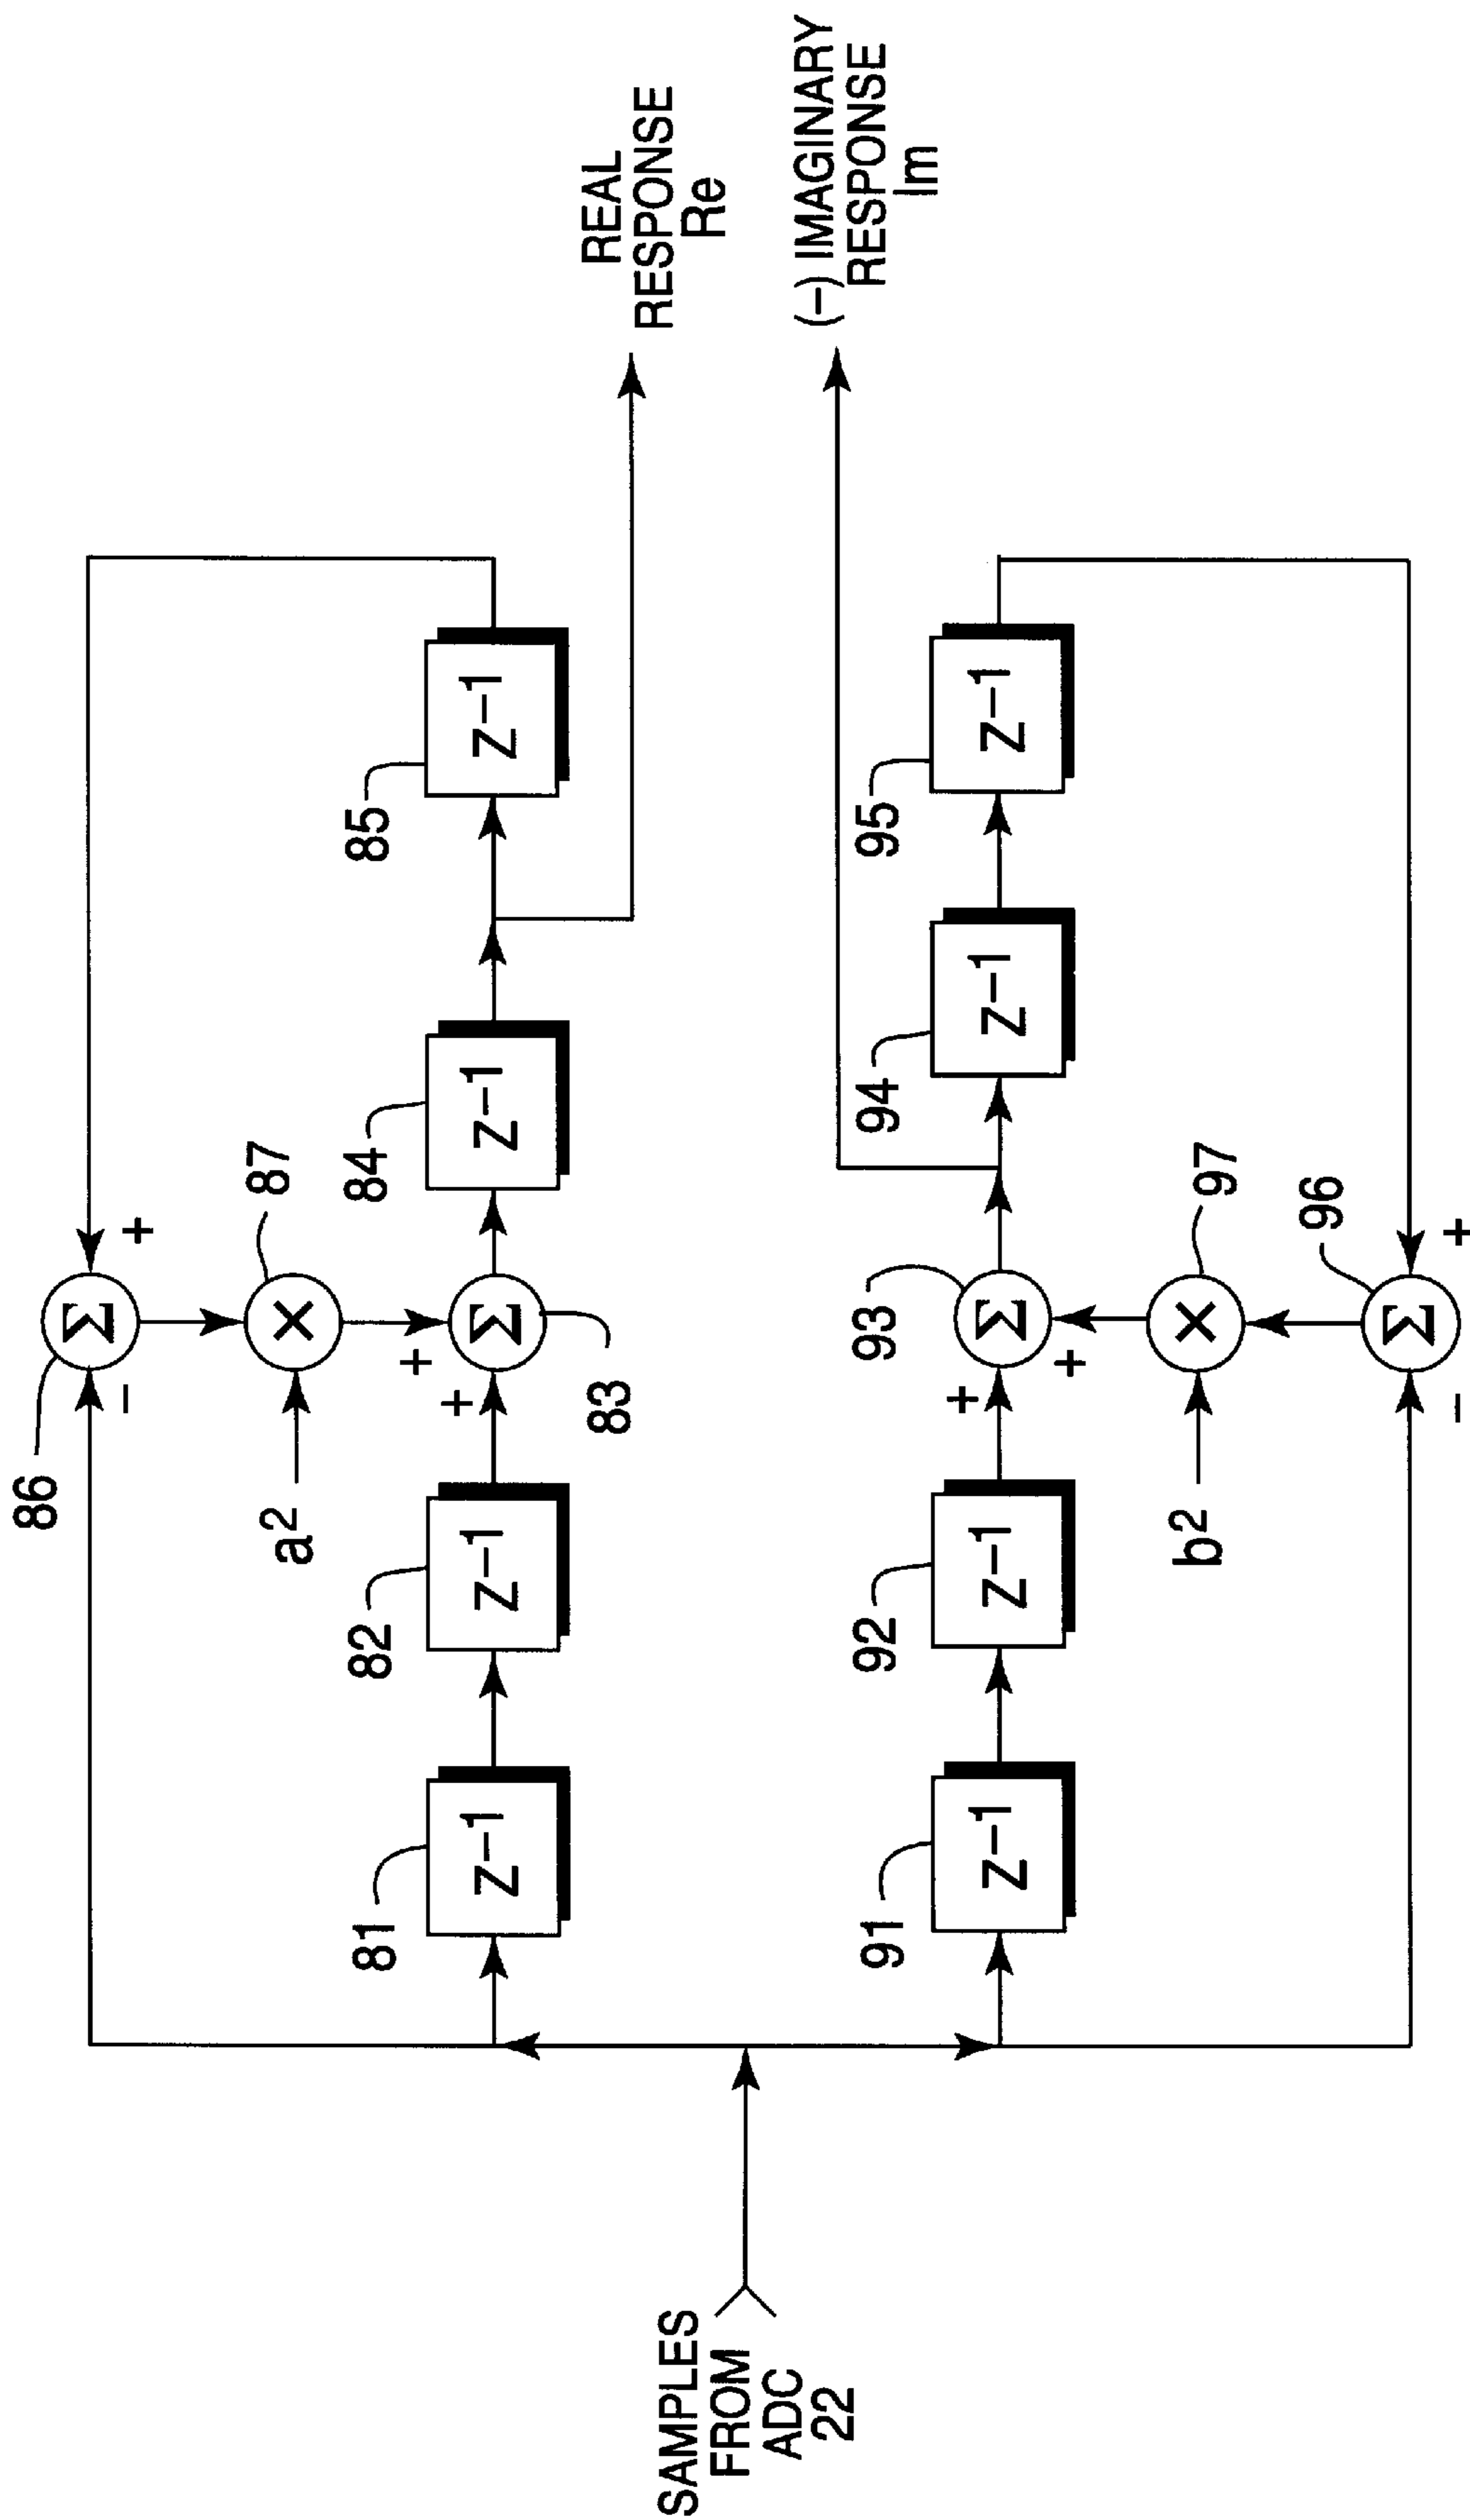 86
87
+
−
a²
+
+
83
81
z⁻¹
82
z⁻¹
Σ
Σ
×
84
z⁻¹
85
z⁻¹
REAL
RESPONSE
Re
SAMPLES
FROM
ADC
22
(−) IMAGINARY
RESPONSE
Im
91
z⁻¹
92
z⁻¹
93
Σ
+
+
94
z⁻¹
95
z⁻¹
b²
×
97
96
Σ
−
+